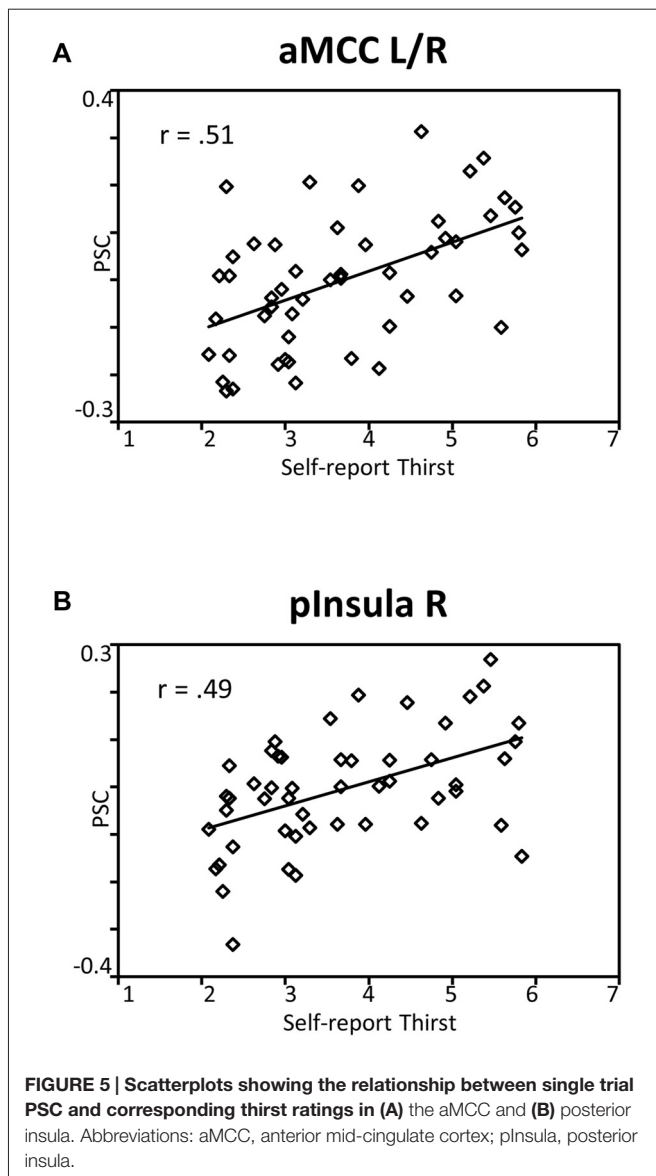 A
aMCC L/R
0.4
r = .51
PSC
-0.3
1 2 3 4 5 6 7
Self-report Thirst
B
pInsula R
0.3
r = .49
PSC
-0.4
1 2 3 4 5 6 7
Self-report Thirst
FIGURE 5 | Scatterplots showing the relationship between single trial
PSC and corresponding thirst ratings in (A) the aMCC and (B) posterior
insula. Abbreviations: aMCC, anterior mid-cingulate cortex; pInsula, posterior
insula.